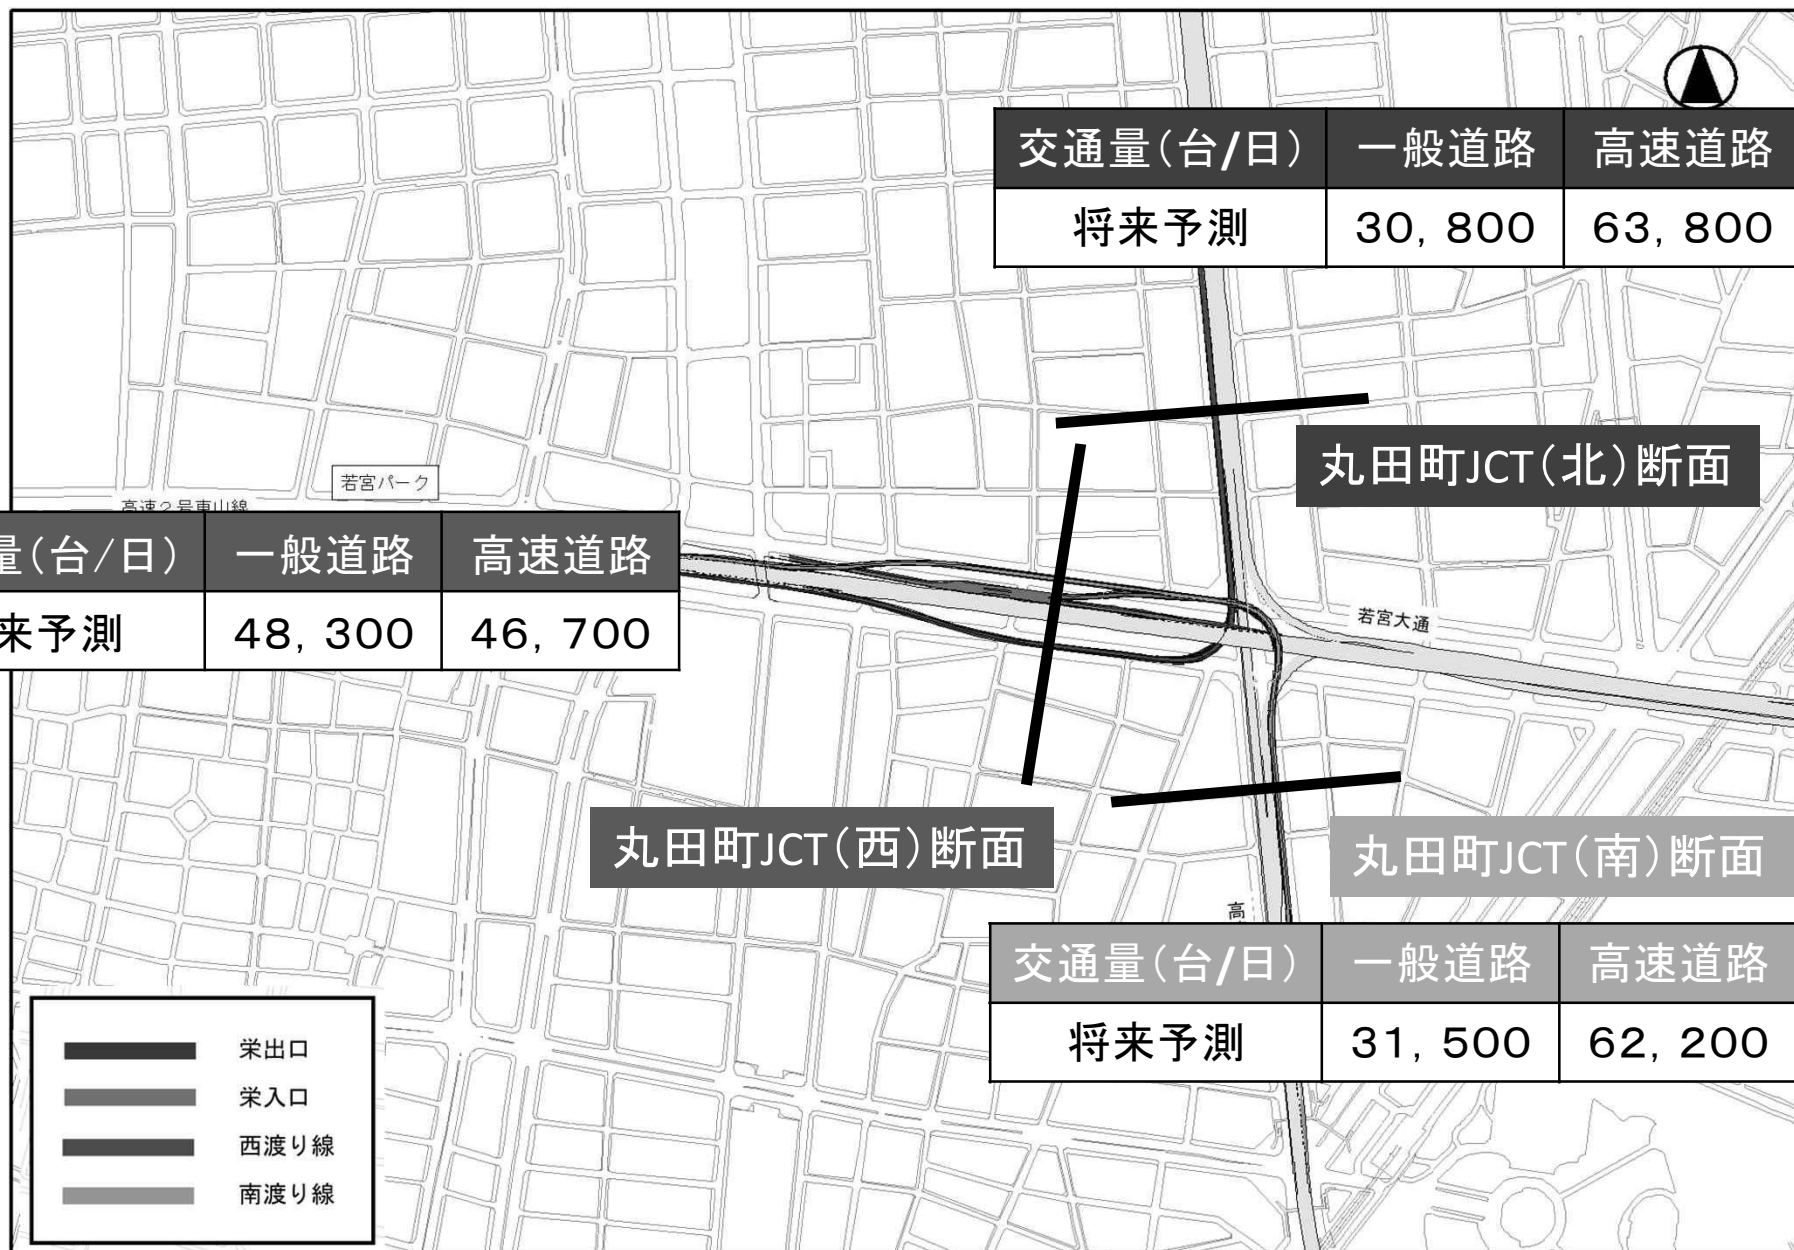 交通量(台/日) 一般道路 高速道路
将来予測 30,800 63,800
丸田町JCT(北)断面
若宮パーク
高速2号東山線
量(台/日) 一般道路 高速道路
来予測 48,300 46,700
若宮大通
丸田町JCT(西)断面
丸田町JCT(南)断面
高
交通量(台/日) 一般道路 高速道路
将来予測 31,500 62,200
栄出口
栄入口
西渡り線
南渡り線